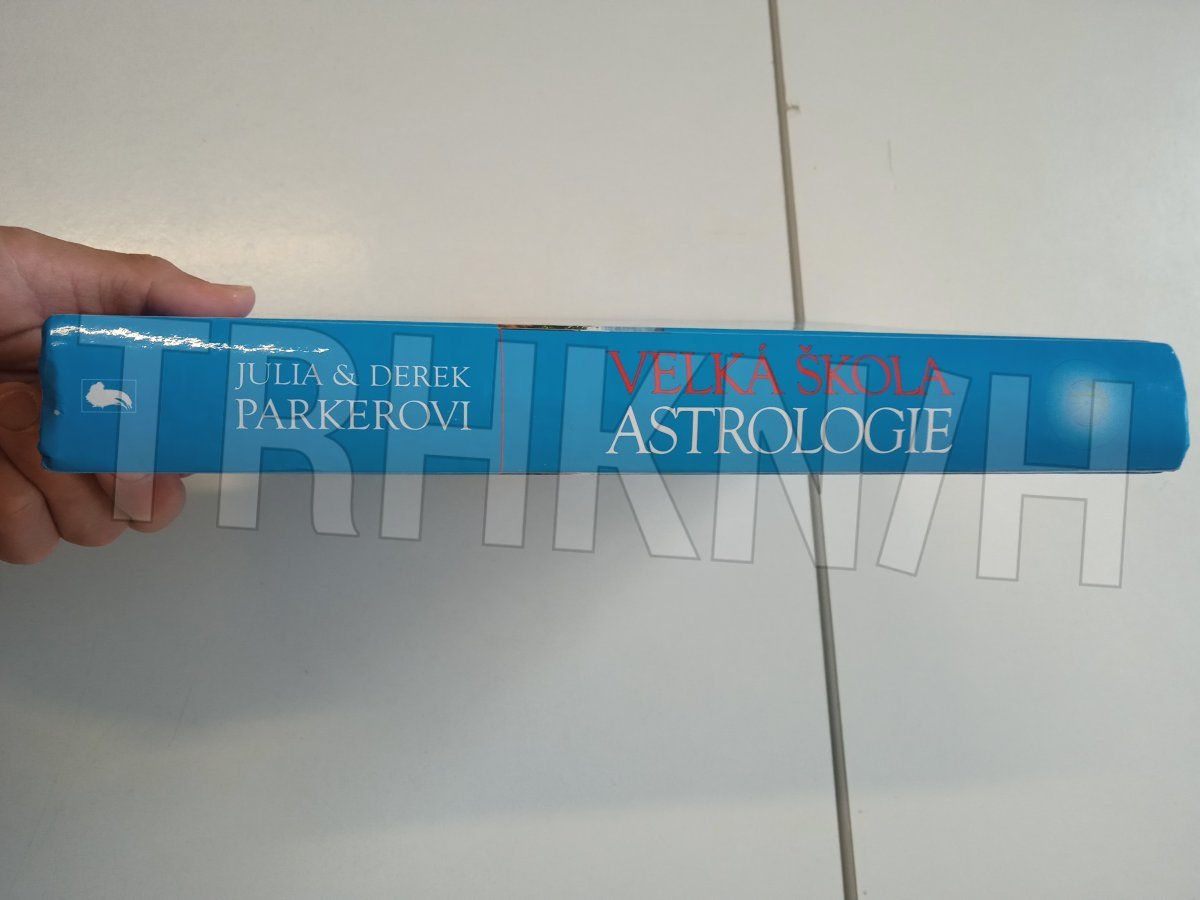 JULIA & DEREK
PARKEROVI
VELKÁ ŠKOLA
ASTROLOGIE
TRHKNIH